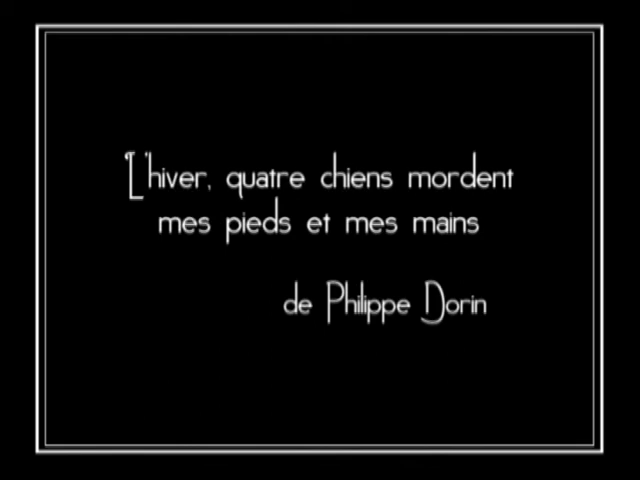 L'hiver, quatre chiens mordent
mes pieds et mes mains
de Philippe Dorin